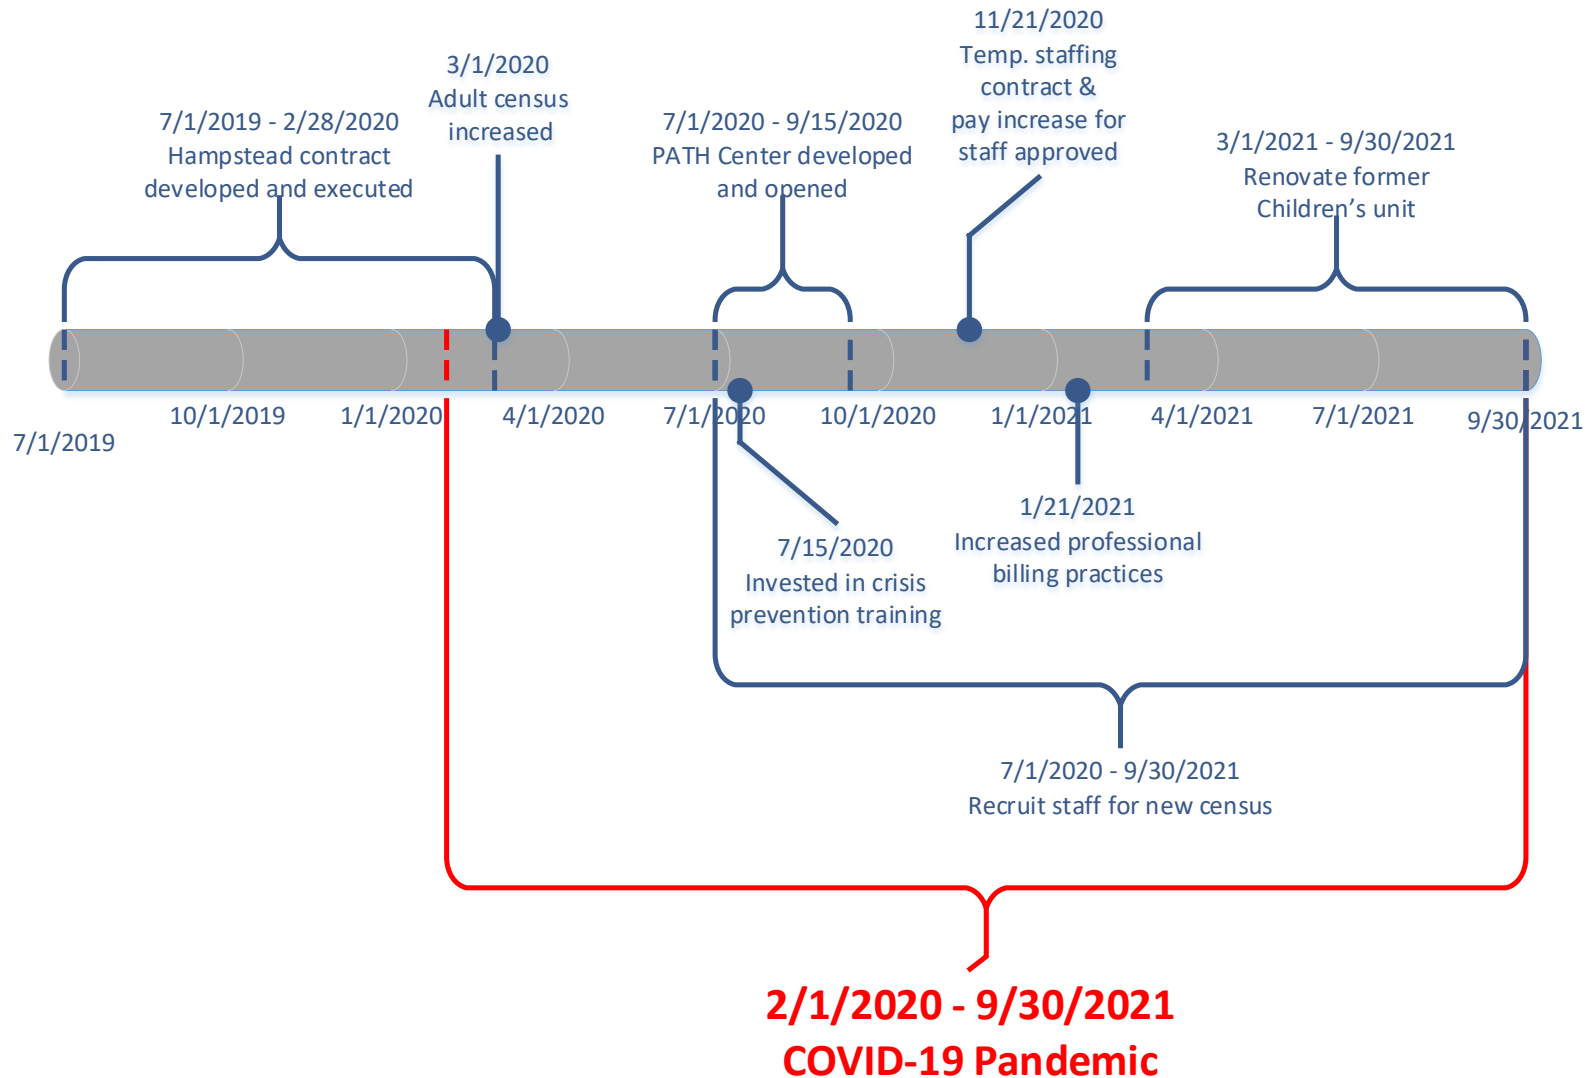 11/21/2020
Temp. staffing
contract &
pay increase for
staff approved
3/1/2020
Adult census
increased
7/1/2019 - 2/28/2020
Hampstead contract
developed and executed
7/1/2020 - 9/15/2020
PATH Center developed
and opened
3/1/2021 - 9/30/2021
Renovate former
Children’s unit
7/1/2019
10/1/2019
1/1/2020
4/1/2020
7/1/2020
10/1/2020
1/1/2021
4/1/2021
7/1/2021
9/30/2021
7/15/2020
Invested in crisis
prevention training
1/21/2021
Increased professional
billing practices
7/1/2020 - 9/30/2021
Recruit staff for new census
2/1/2020 - 9/30/2021
COVID-19 Pandemic